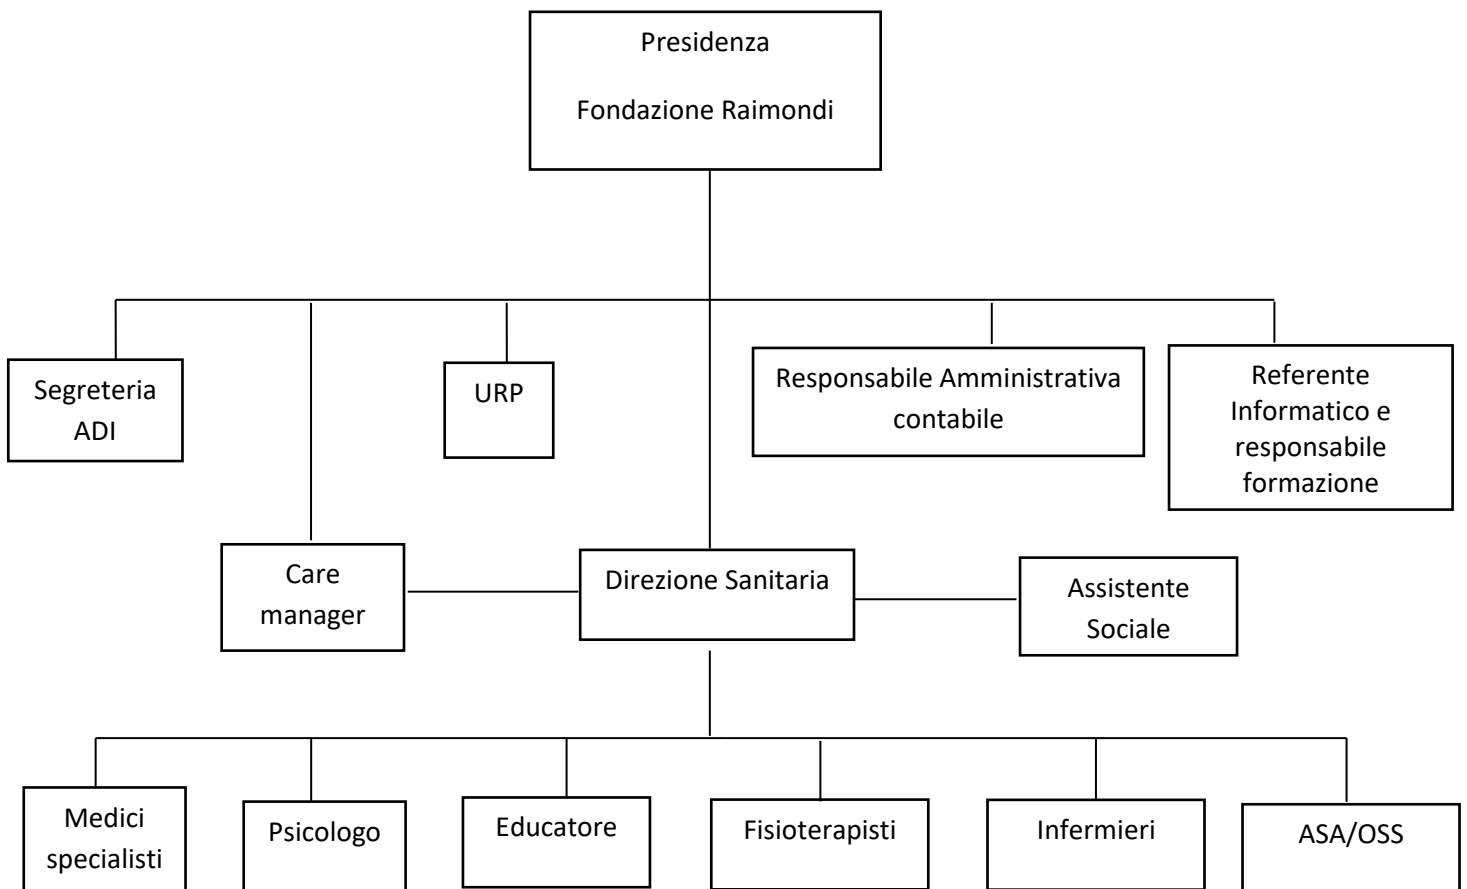 Presidenza
Fondazione Raimondi
Segreteria
ADI
URP
Responsabile Amministrativa
contabile
Referente
Informatico e
responsabile
formazione
Care
manager
Direzione Sanitaria
Assistente
Sociale
Medici
specialisti
Psicologo
Educatore
Fisioterapisti
Infermieri
ASA/OSS